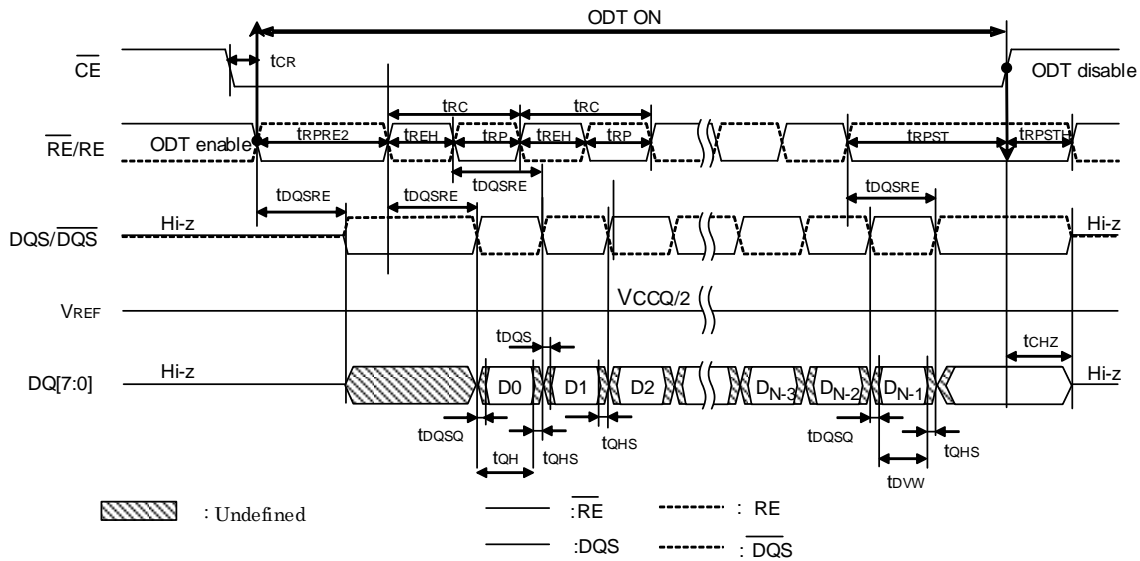 ODT ON
CE
tCR
ODT disable
tRC
tRC
RE/RE
ODT enable
tRPRE2
tREH
tRP
tREH
tRP
tRPST
tRPSTH
tDQSRE
tDQSRE
tDQSRE
tDQSRE
DQS/DQS
Hi-z
Hi-z
VREF
VCCQ/2
tDQS
tCHZ
DQ[7:0]
Hi-z
D0
D1
D2
DN-3
DN-2
DN-1
Hi-z
tDQSQ
tQH
tQHS
tQHS
tDQSQ
tDVW
tQHS
: Undefined
:RE
: RE
:DQS
: DQS